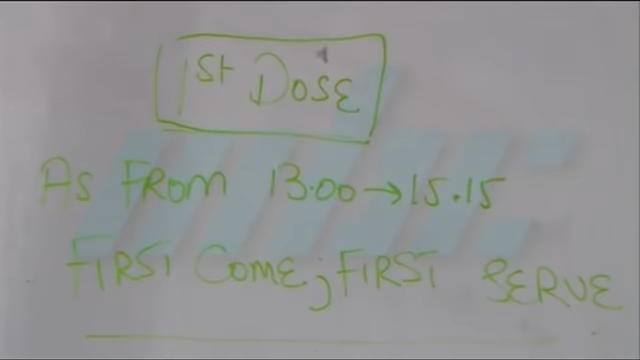 1st DOSE
AS FROM 13.00→15.15
FIRST COME; FIRST SERVE